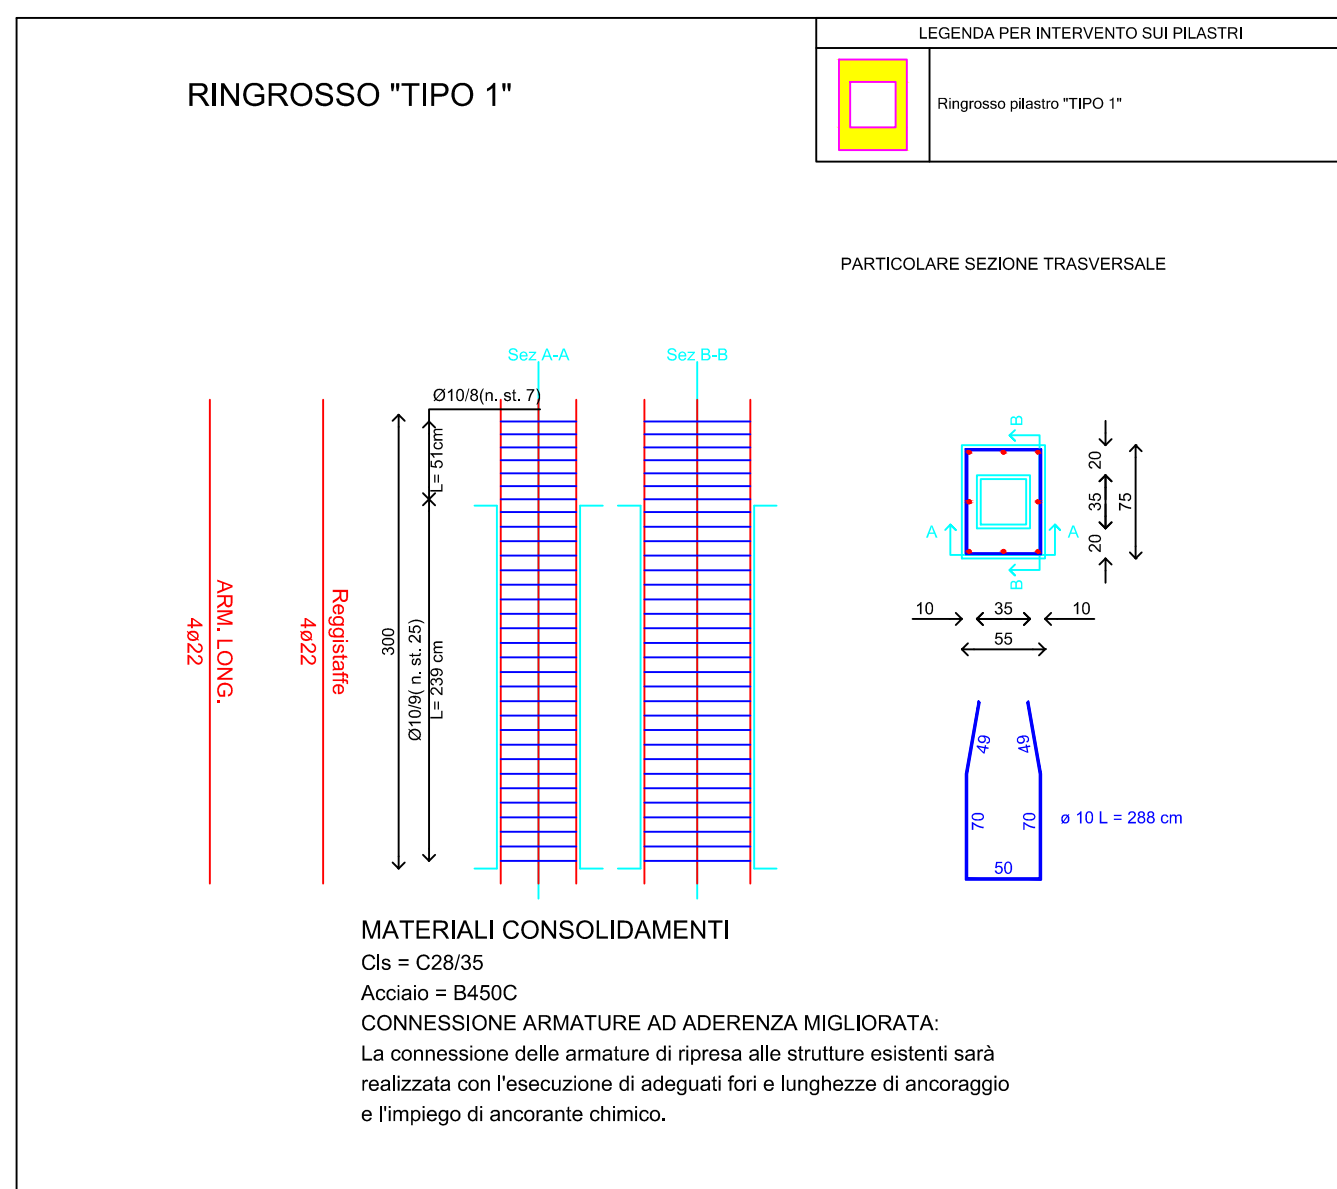 LEGENDA PER INTERVENTO SUI PILASTRI
RINGROSSO "TIPO 1"
Ringrosso pilastro "TIPO 1"
PARTICOLARE SEZIONE TRASVERSALE
Sez A-A
Sez B-B
Ø10/8(n. st. 7)
L= 51cm
300
Ø10/9( n. st. 25)
L= 239 cm
ARM. LONG.
4ø22
Reggistaffe
4ø22
B
B
A
A
20
35
20
75
10
35
10
55
49
49
70
70
50
ø 10 L = 288 cm
MATERIALI CONSOLIDAMENTI
Cls = C28/35
Acciaio = B450C
CONNESSIONE ARMATURE AD ADERENZA MIGLIORATA:
La connessione delle armature di ripresa alle strutture esistenti sarà
realizzata con l'esecuzione di adeguati fori e lunghezze di ancoraggio
e l'impiego di ancorante chimico.